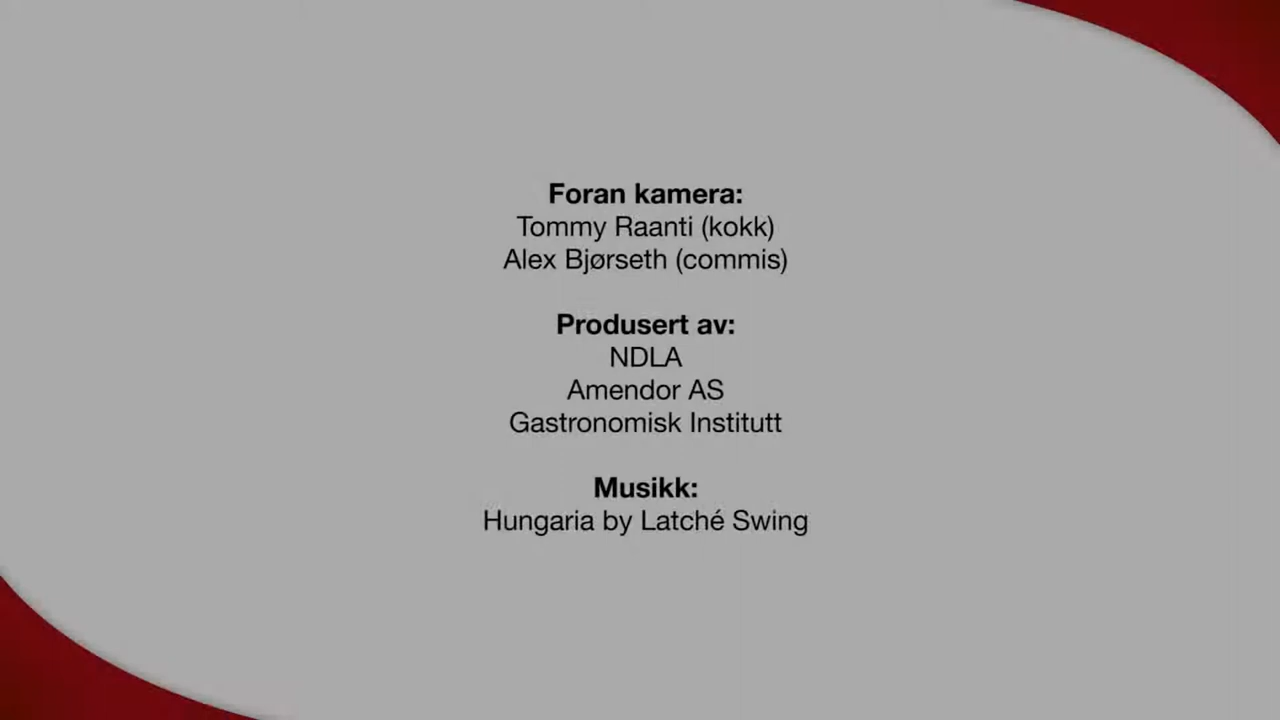 Foran kamera:
Tommy Raanti (kokk)
Alex Bjørseth (commis)
Produsert av:
NDLA
Amendor AS
Gastronomisk Institutt
Musikk:
Hungaria by Latché Swing